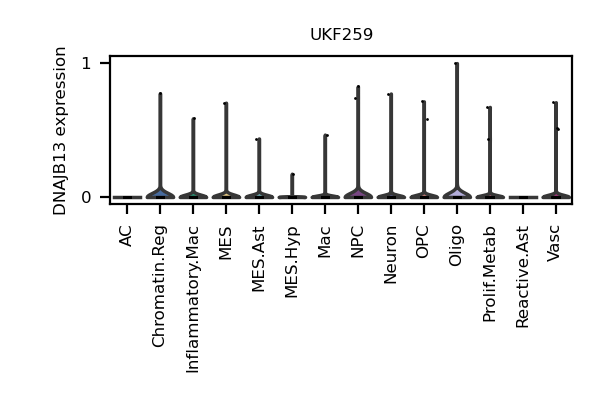 UKF259
DNAJB13 expression
1
0
AC
Chromatin.Reg
Inflammatory.Mac
MES
MES.Ast
MES.Hyp
Mac
NPC
Neuron
OPC
Oligo
Prolif.Metab
Reactive.Ast
Vasc